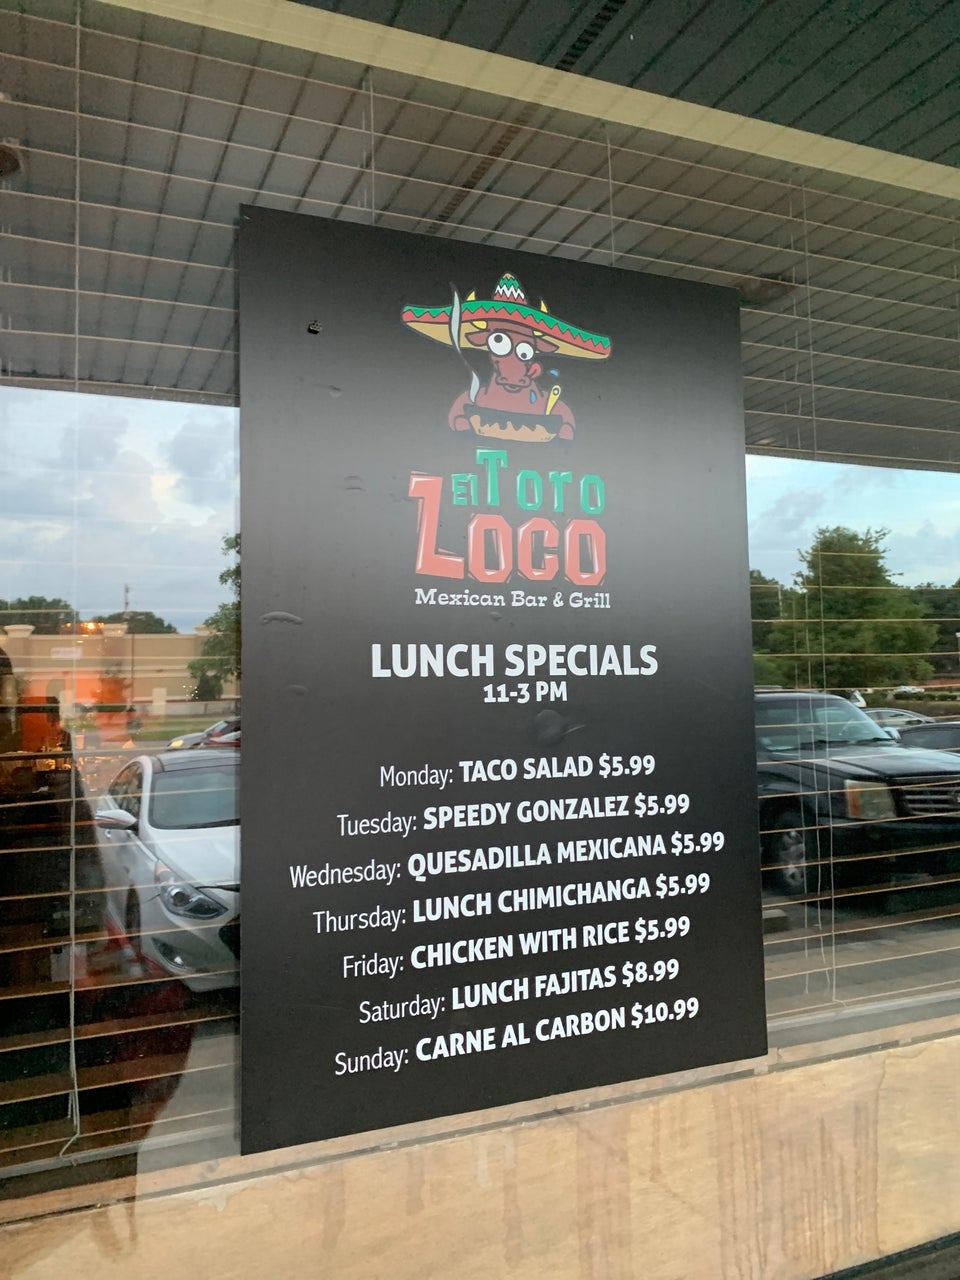 El Toro
Loco
Mexican Bar & Grill
LUNCH SPECIALS
11-3 PM
Monday: TACO SALAD $5.99
Tuesday: SPEEDY GONZALEZ $5.99
Wednesday: QUESADILLA MEXICANA $5.99
Thursday: LUNCH CHIMICHANGA $5.99
Friday: CHICKEN WITH RICE $5.99
Saturday: LUNCH FAJITAS $8.99
Sunday: CARNE AL CARBON $10.99